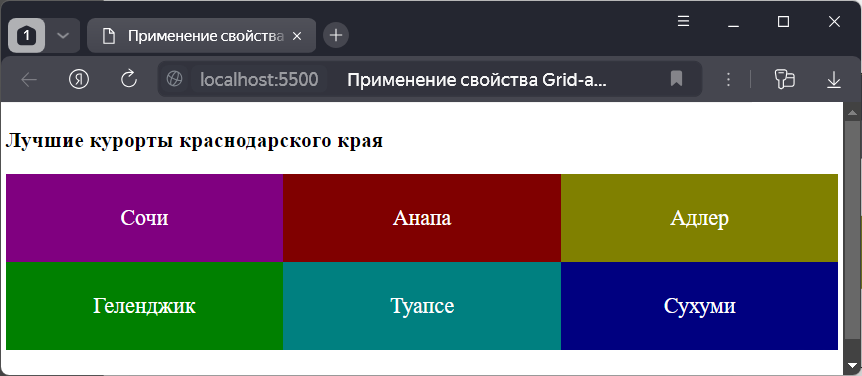 1 Применение свойства
Я localhost:5500 Применение свойства Grid-a...
Лучшие курорты краснодарского края
Сочи Анапа Адлер
Геленджик Туапсе Сухуми